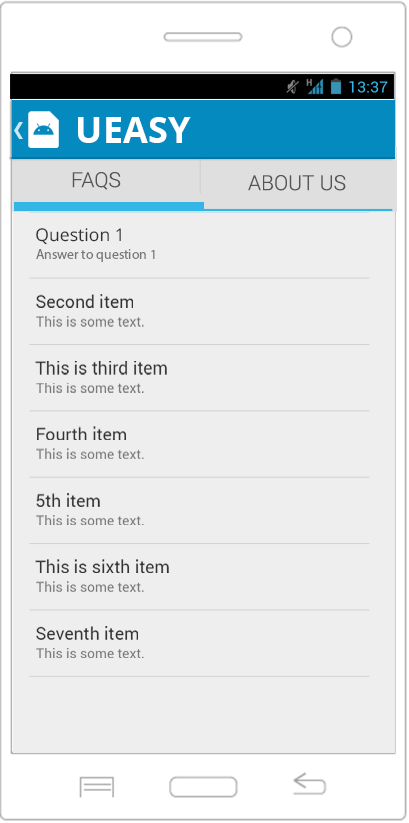 H
13:37
UEASY
FAQS
ABOUT US
Question 1
Answer to question 1
Second item
This is some text.
This is third item
This is some text.
Fourth item
This is some text.
5th item
This is some text.
This is sixth item
This is some text.
Seventh item
This is some text.